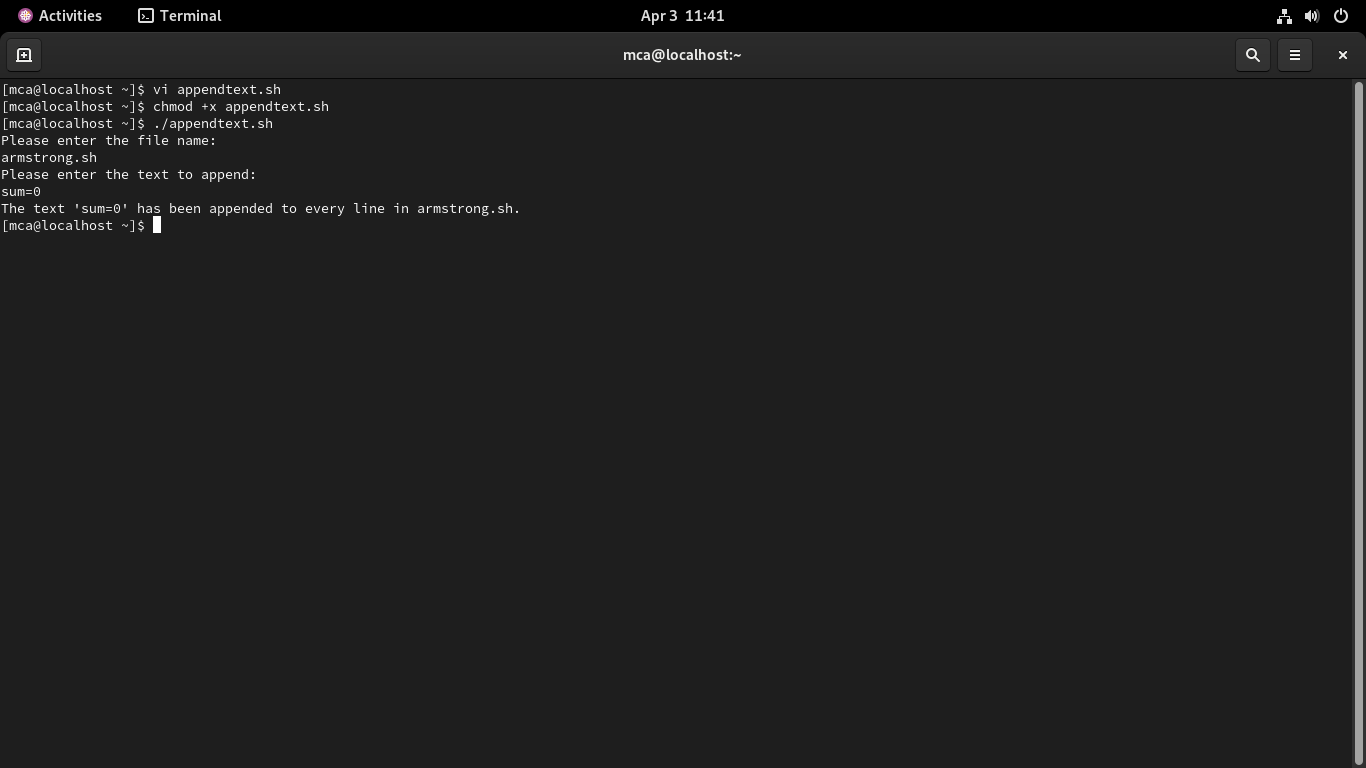 Activities Terminal Apr 3 11:41
mca@localhost:~
[mca@localhost ~]$ vi appendtext.sh
[mca@localhost ~]$ chmod +x appendtext.sh
[mca@localhost ~]$ ./appendtext.sh
Please enter the file name:
armstrong.sh
Please enter the text to append:
sum=0
The text 'sum=0' has been appended to every line in armstrong.sh.
[mca@localhost ~]$